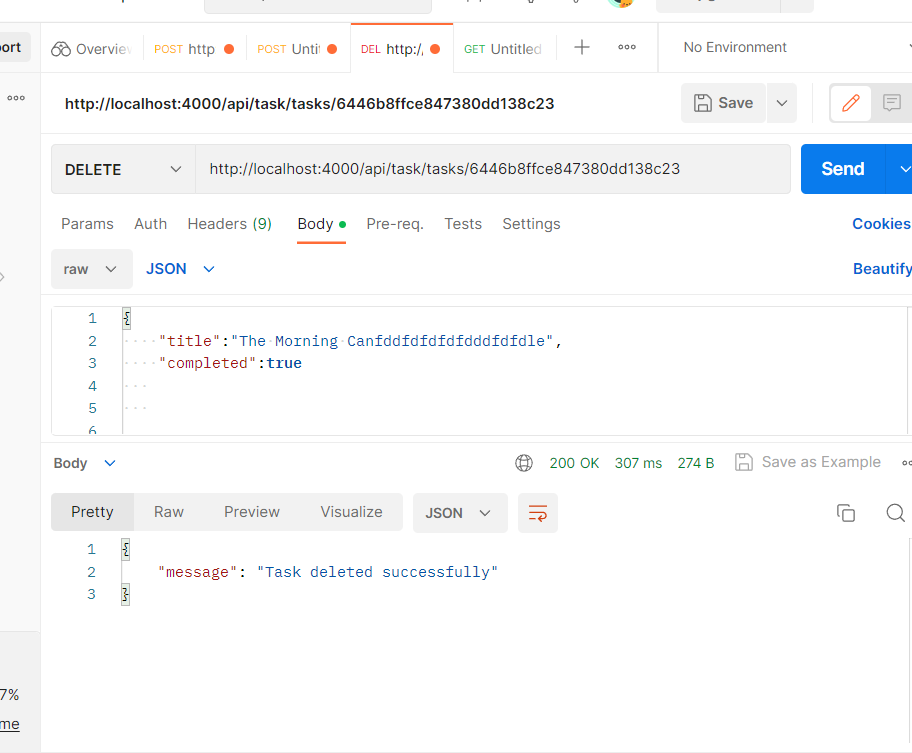 ort
Overview
POST http
POST Untit
DEL http:/
GET Untitled
No Environment
http://localhost:4000/api/task/tasks/6446b8ffce847380dd138c23
Save
DELETE
http://localhost:4000/api/task/tasks/6446b8ffce847380dd138c23
Send
Params Auth Headers (9) Body Pre-req. Tests Settings Cookies
raw JSON Beautify
1 {
2 "title":"The Morning Canfddfdfdfdfdddfdfdle",
3 "completed":true
4
5
6
Body 200 OK 307 ms 274 B Save as Example
Pretty Raw Preview Visualize JSON
1 {
2 "message": "Task deleted successfully"
3 }
7%
me